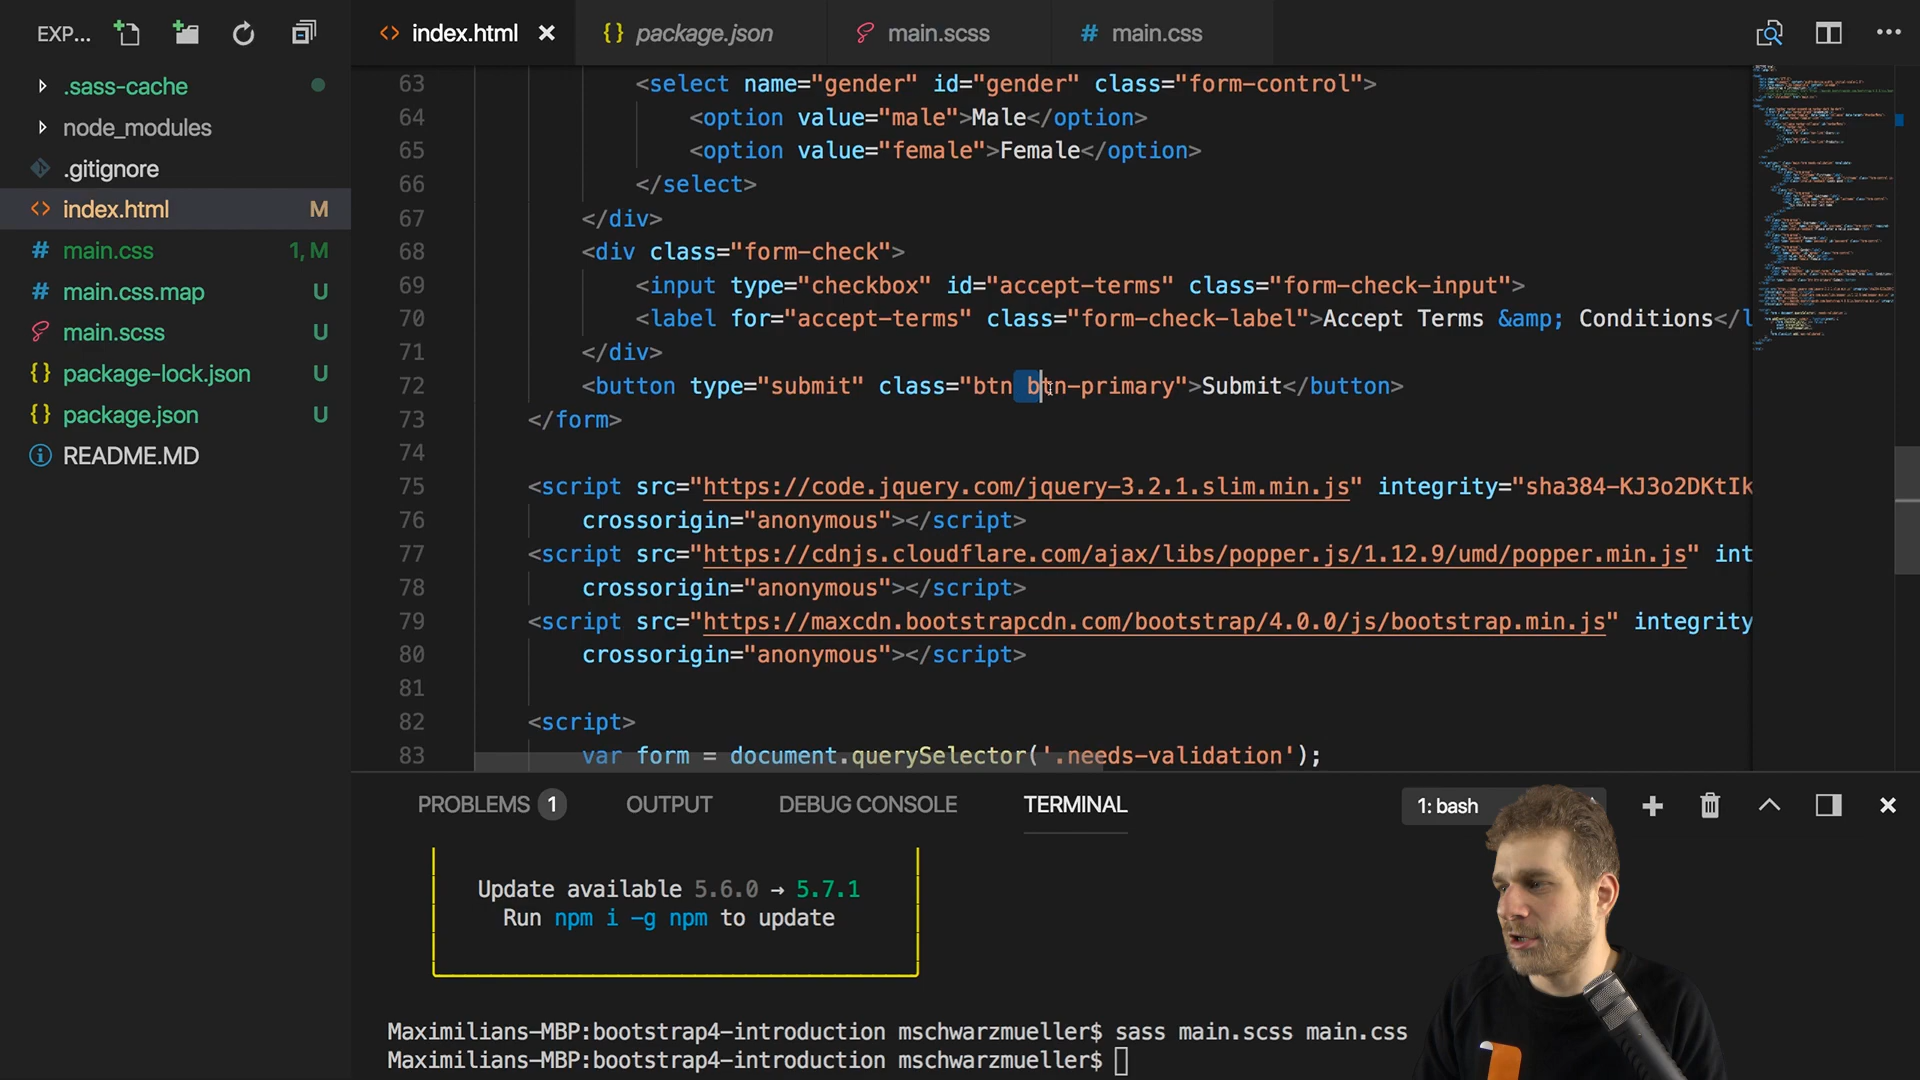 EXP...
index.html
package.json
main.scss
# main.css
.sass-cache
node_modules
.gitignore
index.html M
# main.css 1, M
# main.css.map U
main.scss U
{} package-lock.json U
{} package.json U
README.MD
63 <select name="gender" id="gender" class="form-control">
64 <option value="male">Male</option>
65 <option value="female">Female</option>
66 </select>
67 </div>
68 <div class="form-check">
69 <input type="checkbox" id="accept-terms" class="form-check-input">
70 <label for="accept-terms" class="form-check-label">Accept Terms &amp; Conditions</l
71 </div>
72 <button type="submit" class="btn btn-primary">Submit</button>
73 </form>
74
75 <script src="https://code.jquery.com/jquery-3.2.1.slim.min.js" integrity="sha384-KJ3o2DKtIk
76 crossorigin="anonymous"></script>
77 <script src="https://cdnjs.cloudflare.com/ajax/libs/popper.js/1.12.9/umd/popper.min.js" int
78 crossorigin="anonymous"></script>
79 <script src="https://maxcdn.bootstrapcdn.com/bootstrap/4.0.0/js/bootstrap.min.js" integrity
80 crossorigin="anonymous"></script>
81
82 <script>
83 var form = document.querySelector('.needs-validation');
PROBLEMS 1 OUTPUT DEBUG CONSOLE TERMINAL
1: bash
Update available 5.6.0 → 5.7.1
Run npm i -g npm to update
Maximilians-MBP:bootstrap4-introduction mschwarzmueller$ sass main.scss main.css
Maximilians-MBP:bootstrap4-introduction mschwarzmueller$